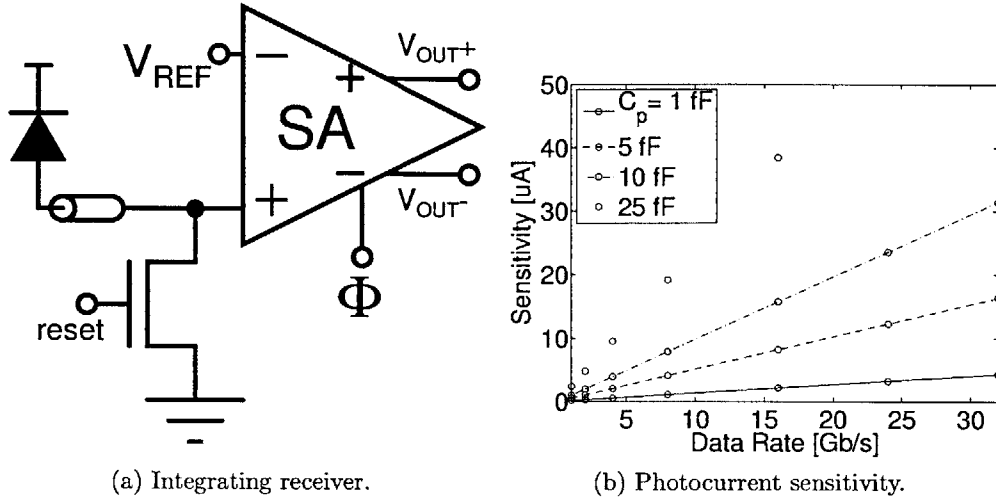 V_REF
−
+
SA
−
+
V_OUT+
V_OUT-
reset
Φ
(a) Integrating receiver.
50
40
30
20
10
0
Sensitivity [uA]
C_p= 1 fF
5 fF
10 fF
25 fF
5 10 15 20 25 30
Data Rate [Gb/s]
(b) Photocurrent sensitivity.